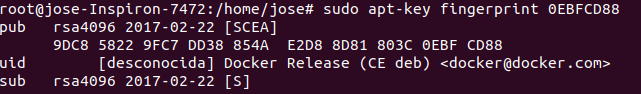 root@jose-Inspiron-7472:/home/jose# sudo apt-key fingerprint 0EBFCD88
pub   rsa4096 2017-02-22 [SCEA]
      9DC8 5822 9FC7 DD38 854A  E2D8 8D81 803C 0EBF CD88
uid        [desconocida] Docker Release (CE deb) <docker@docker.com>
sub   rsa4096 2017-02-22 [S]